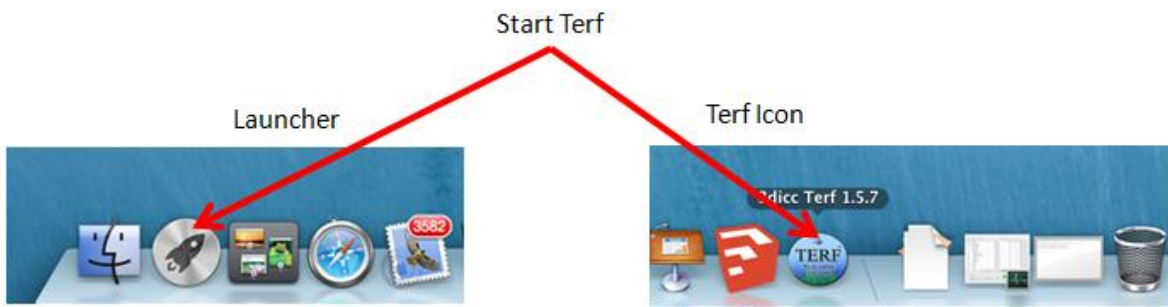 Start Terf
Launcher
Terf Icon
3dicc Terf 1.5.7
3582
TERF